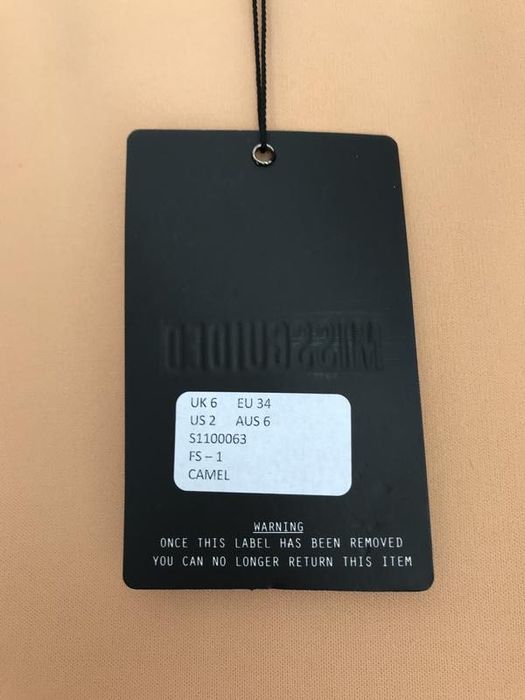 MISSGUIDED
UK 6 EU 34
US 2 AUS 6
S1100063
FS – 1
CAMEL
WARNING
ONCE THIS LABEL HAS BEEN REMOVED
YOU CAN NO LONGER RETURN THIS ITEM